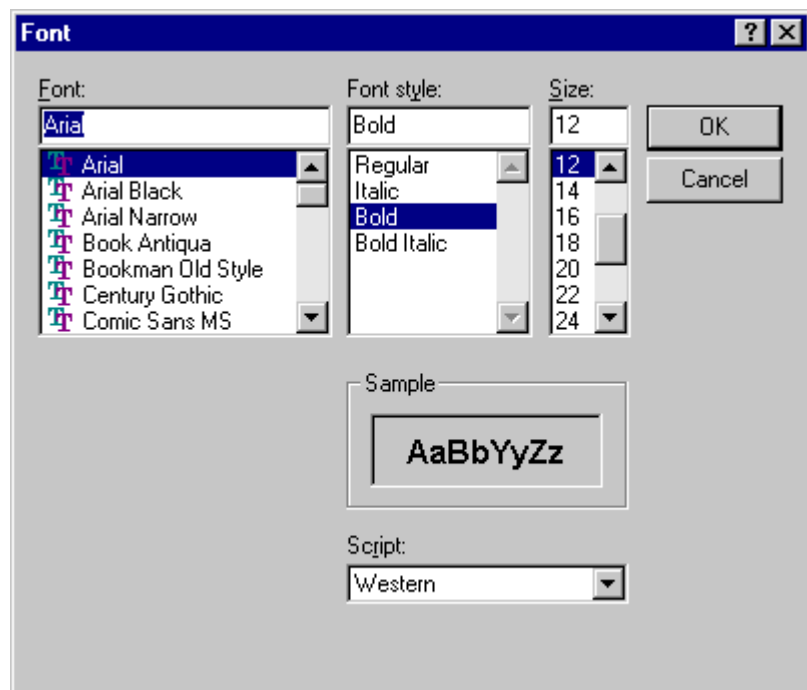 Font
Font:
Arial
Arial
Arial Black
Arial Narrow
Book Antiqua
Bookman Old Style
Century Gothic
Comic Sans MS
Font style:
Bold
Regular
Italic
Bold
Bold Italic
Size:
12
12
14
16
18
20
22
24
OK
Cancel
Sample
AaBbYyZz
Script:
Western